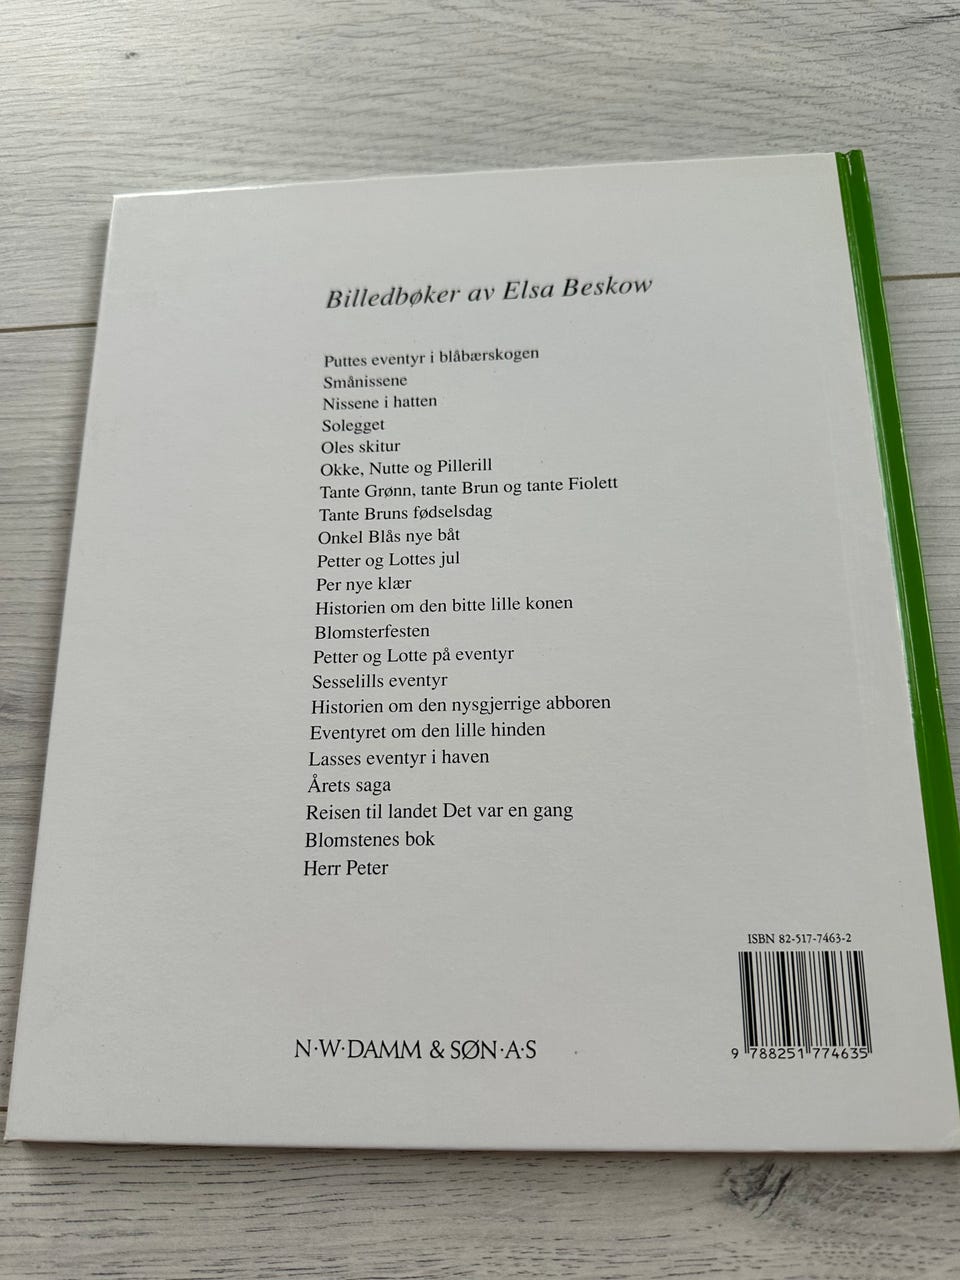 Billedbøker av Elsa Beskow
Puttes eventyr i blåbærskogen
Smånissene
Nissene i hatten
Solegget
Oles skitur
Okke, Nutte og Pillerill
Tante Grønn, tante Brun og tante Fiolett
Tante Bruns fødselsdag
Onkel Blås nye båt
Petter og Lottes jul
Per nye klær
Historien om den bitte lille konen
Blomsterfesten
Petter og Lotte på eventyr
Sesselills eventyr
Historien om den nysgjerrige abboren
Eventyret om den lille hinden
Lasses eventyr i haven
Årets saga
Reisen til landet Det var en gang
Blomstenes bok
Herr Peter
ISBN 82-517-7463-2
9 788251 774635
N·W·DAMM & SØN·A·S